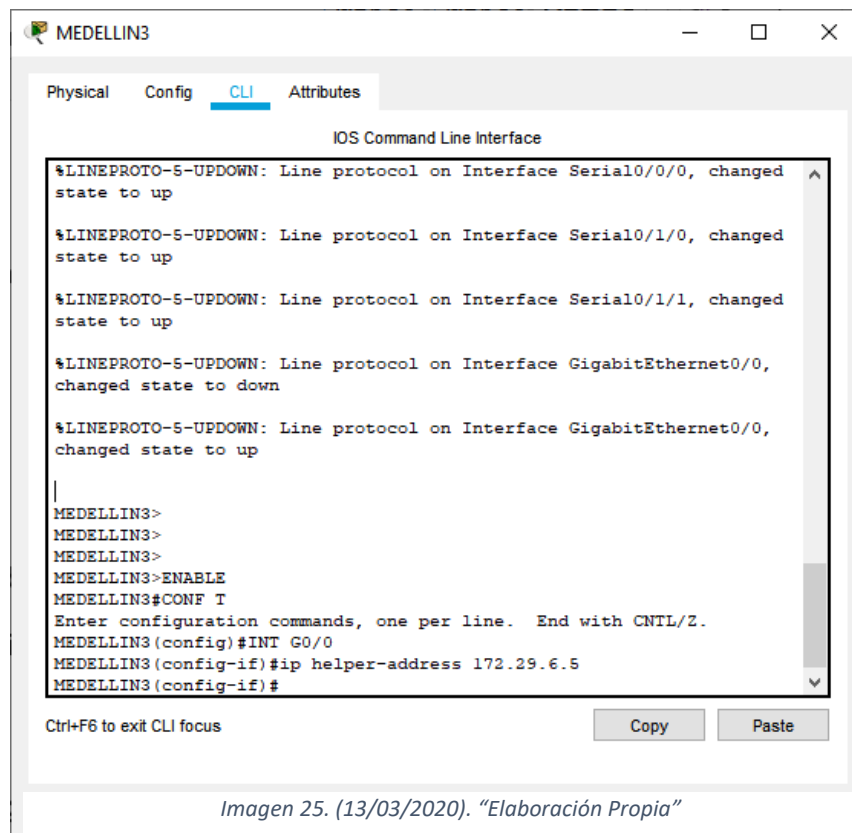 MEDELLIN3
Physical Config CLI Attributes
IOS Command Line Interface
%LINEPROTO-5-UPDOWN: Line protocol on Interface Serial0/0/0, changed
state to up
%LINEPROTO-5-UPDOWN: Line protocol on Interface Serial0/1/0, changed
state to up
%LINEPROTO-5-UPDOWN: Line protocol on Interface Serial0/1/1, changed
state to up
%LINEPROTO-5-UPDOWN: Line protocol on Interface GigabitEthernet0/0,
changed state to down
%LINEPROTO-5-UPDOWN: Line protocol on Interface GigabitEthernet0/0,
changed state to up
MEDELLIN3>
MEDELLIN3>
MEDELLIN3>
MEDELLIN3>ENABLE
MEDELLIN3#CONF T
Enter configuration commands, one per line.  End with CNTL/Z.
MEDELLIN3(config)#INT G0/0
MEDELLIN3(config-if)#ip helper-address 172.29.6.5
MEDELLIN3(config-if)#
Ctrl+F6 to exit CLI focus
Copy Paste
Imagen 25. (13/03/2020). “Elaboración Propia”